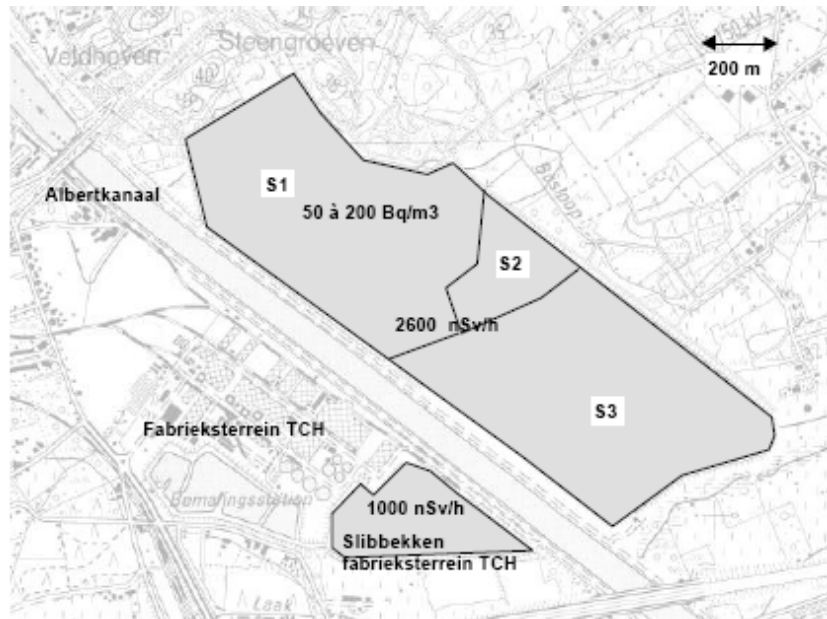 Steengroeven
Veldhoven
200 m
Albertkanaal
S1
50 à 200 Bq/m3
Bosloop
S2
2600 nSv/h
S3
Fabrieksterrein TCH
Bemalingsstation
1000 nSv/h
Slibbekken
fabrieksterrein TCH
Laak